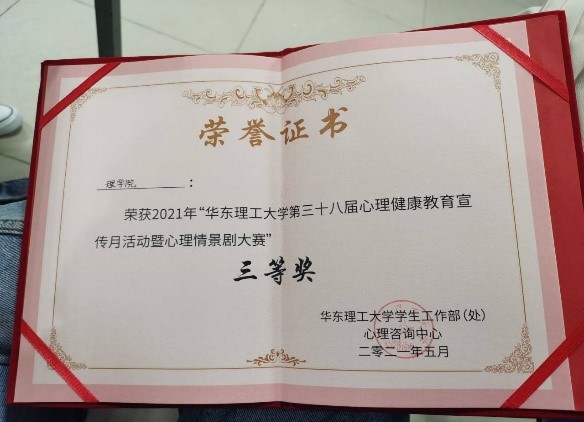 荣誉证书
理学院：
荣获2021年“华东理工大学第三十八届心理健康教育宣
传月活动暨心理情景剧大赛”
三等奖
华东理工大学学生工作部(处)
心理咨询中心
二零二一年五月